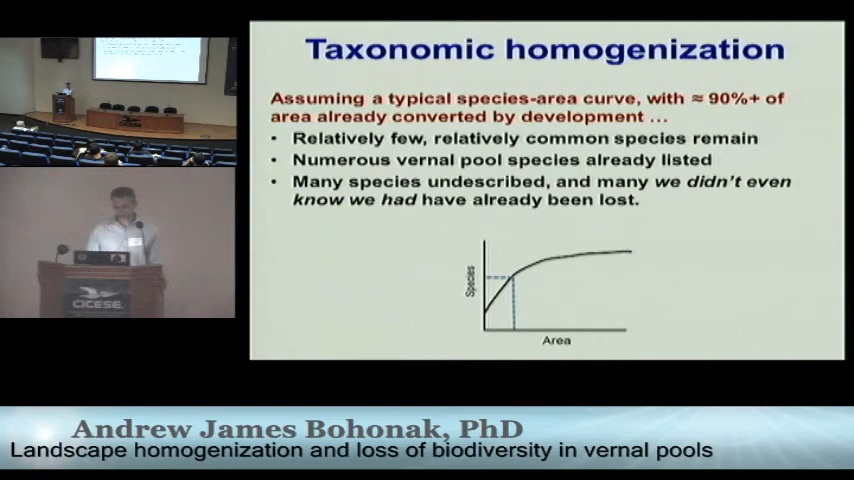 Taxonomic homogenization
Assuming a typical species-area curve, with ≈ 90%+ of
area already converted by development ...
• Relatively few, relatively common species remain
• Numerous vernal pool species already listed
• Many species undescribed, and many we didn't even
know we had have already been lost.
Species
Area
CICESE
Andrew James Bohonak, PhD
Landscape homogenization and loss of biodiversity in vernal pools